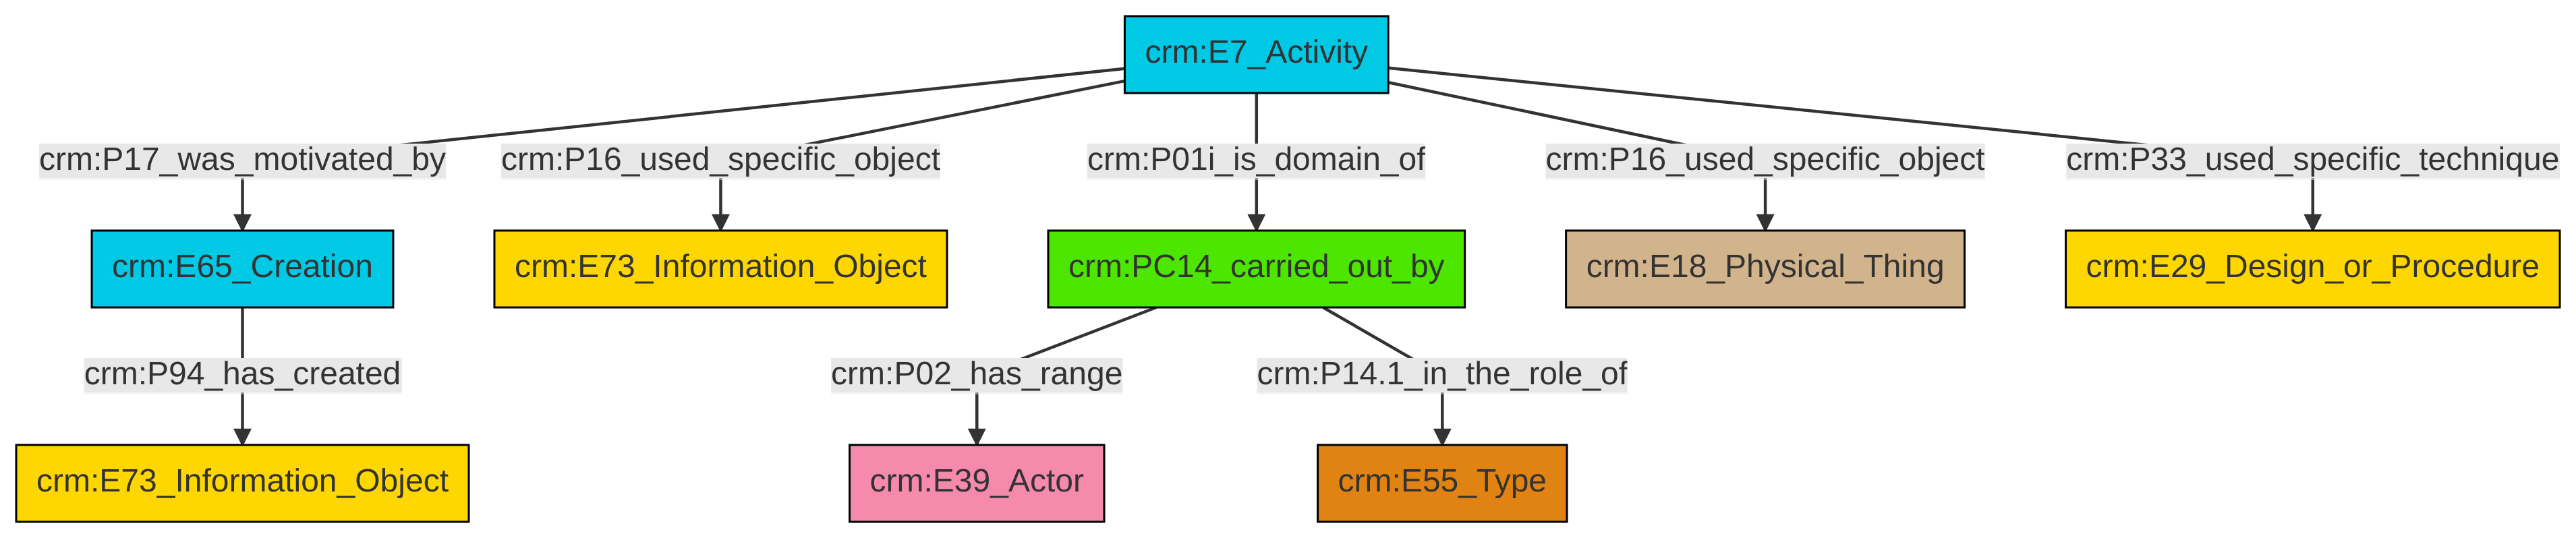 crm:E7_Activity
crm:P17_was_motivated_by
crm:P16_used_specific_object
crm:P01i_is_domain_of
crm:P16_used_specific_object
crm:P33_used_specific_technique
crm:E65_Creation
crm:E73_Information_Object
crm:PC14_carried_out_by
crm:E18_Physical_Thing
crm:E29_Design_or_Procedure
crm:P94_has_created
crm:P02_has_range
crm:P14.1_in_the_role_of
crm:E73_Information_Object
crm:E39_Actor
crm:E55_Type